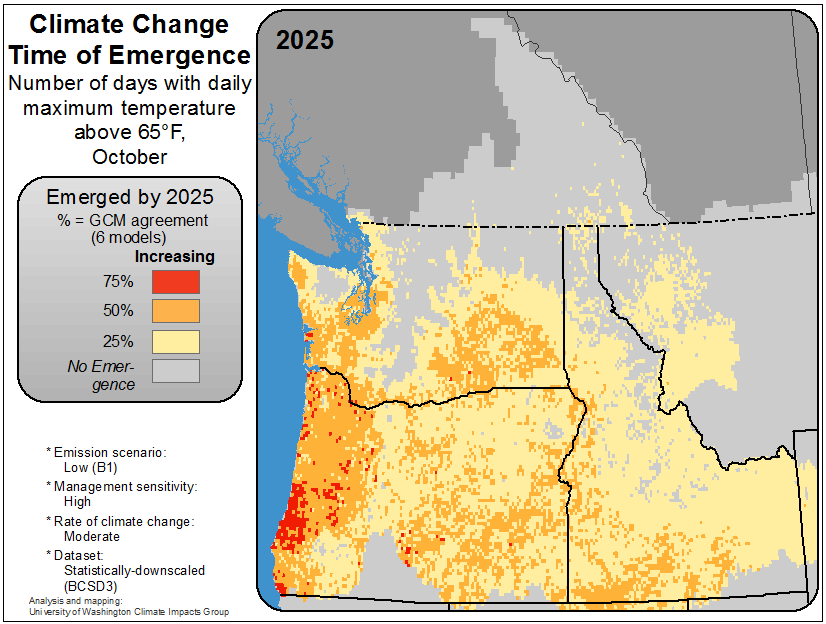 Climate Change
Time of Emergence
Number of days with daily
maximum temperature
above 65°F,
October
2025
Emerged by 2025
% = GCM agreement
(6 models)
Increasing
75%
50%
25%
No Emer-
gence
* Emission scenario:
Low (B1)
* Management sensitivity:
High
* Rate of climate change:
Moderate
* Dataset:
Statistically-downscaled
(BCSD3)
Analysis and mapping:
University of Washington Climate Impacts Group